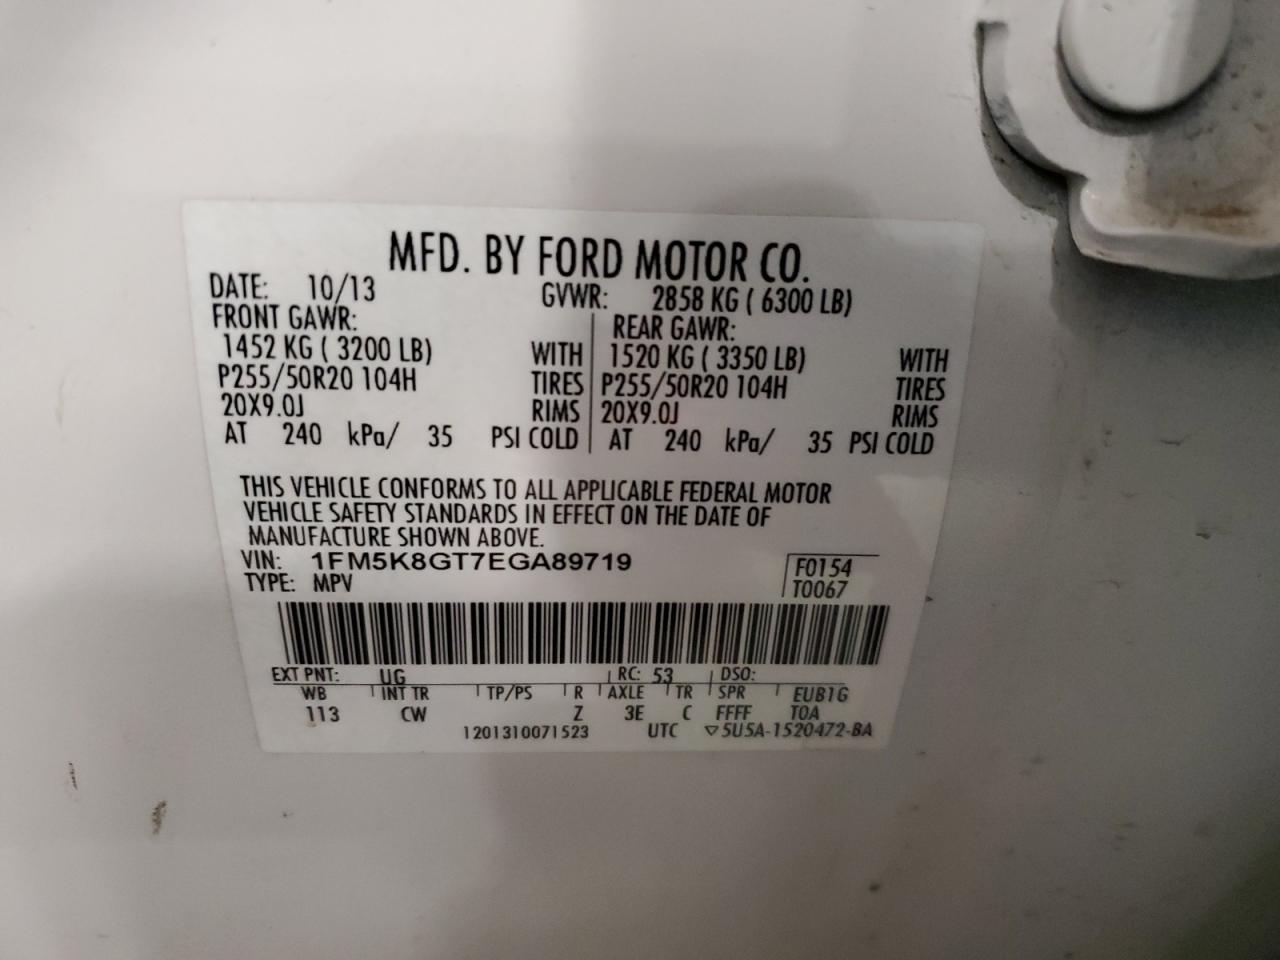 MFD. BY FORD MOTOR CO.
DATE: 10/13 GVWR: 2858 KG ( 6300 LB)
FRONT GAWR: REAR GAWR:
1452 KG ( 3200 LB) WITH 1520 KG ( 3350 LB) WITH
P255/50R20 104H TIRES P255/50R20 104H TIRES
20X9.0J RIMS 20X9.0J RIMS
AT 240 kPa/ 35 PSI COLD AT 240 kPa/ 35 PSI COLD
THIS VEHICLE CONFORMS TO ALL APPLICABLE FEDERAL MOTOR
VEHICLE SAFETY STANDARDS IN EFFECT ON THE DATE OF
MANUFACTURE SHOWN ABOVE.
VIN: 1FM5K8GT7EGA89719 F0154
TYPE: MPV T0067
EXT PNT: UG RC: 53 DSO:
WB INT TR TP/PS R AXLE TR SPR EUB1G
113 CW Z 3E C FFFF TOA
1201310071523 UTC ▽5U5A-1520472-BA